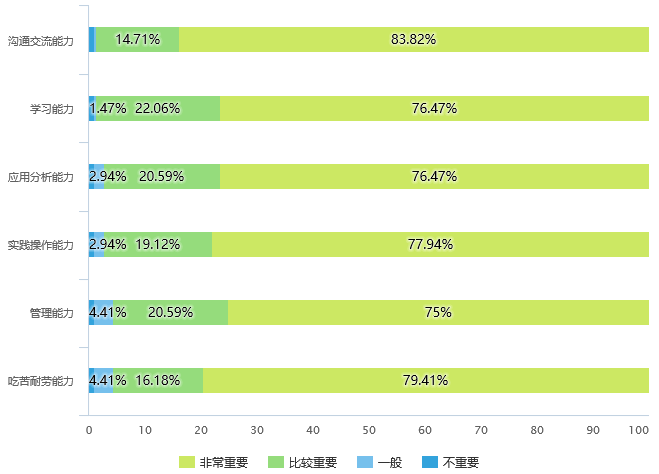 沟通交流能力 14.71% 83.82%
学习能力 1.47% 22.06% 76.47%
应用分析能力 2.94% 20.59% 76.47%
实践操作能力 2.94% 19.12% 77.94%
管理能力 4.41% 20.59% 75%
吃苦耐劳能力 4.41% 16.18% 79.41%
0 10 20 30 40 50 60 70 80 90 100
非常重要 比较重要 一般 不重要